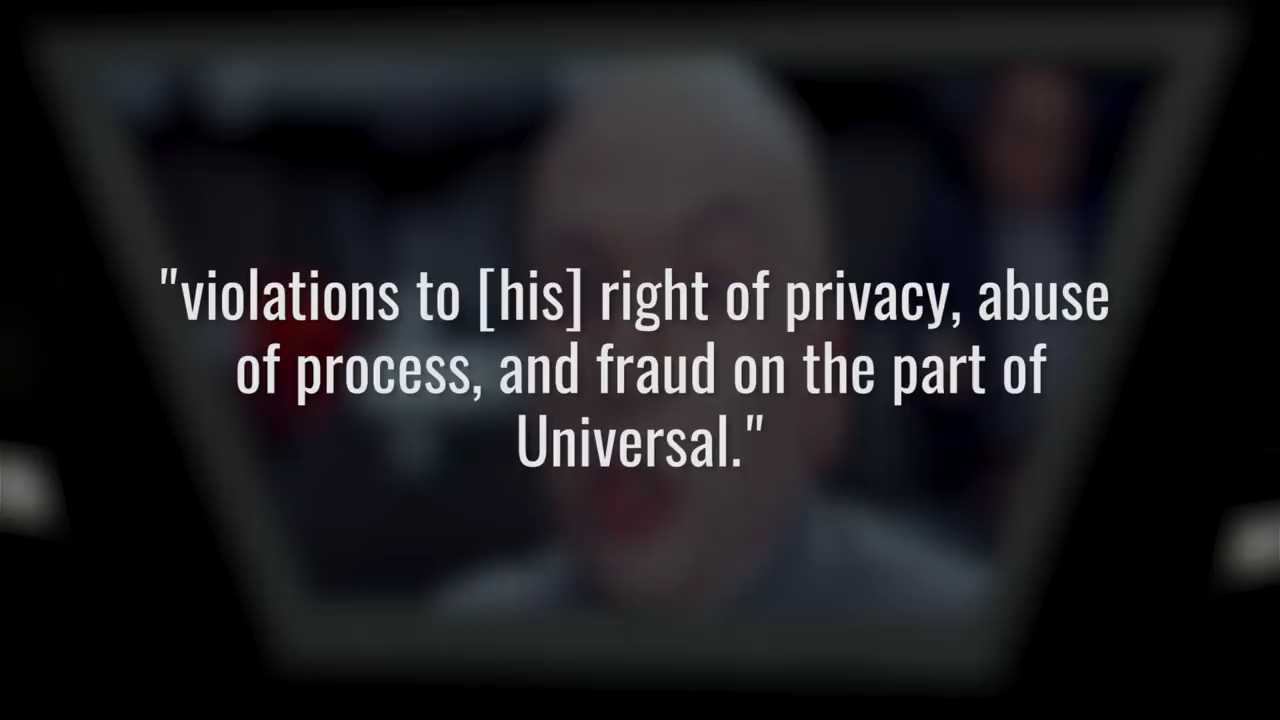 "violations to [his] right of privacy, abuse
of process, and fraud on the part of
Universal."